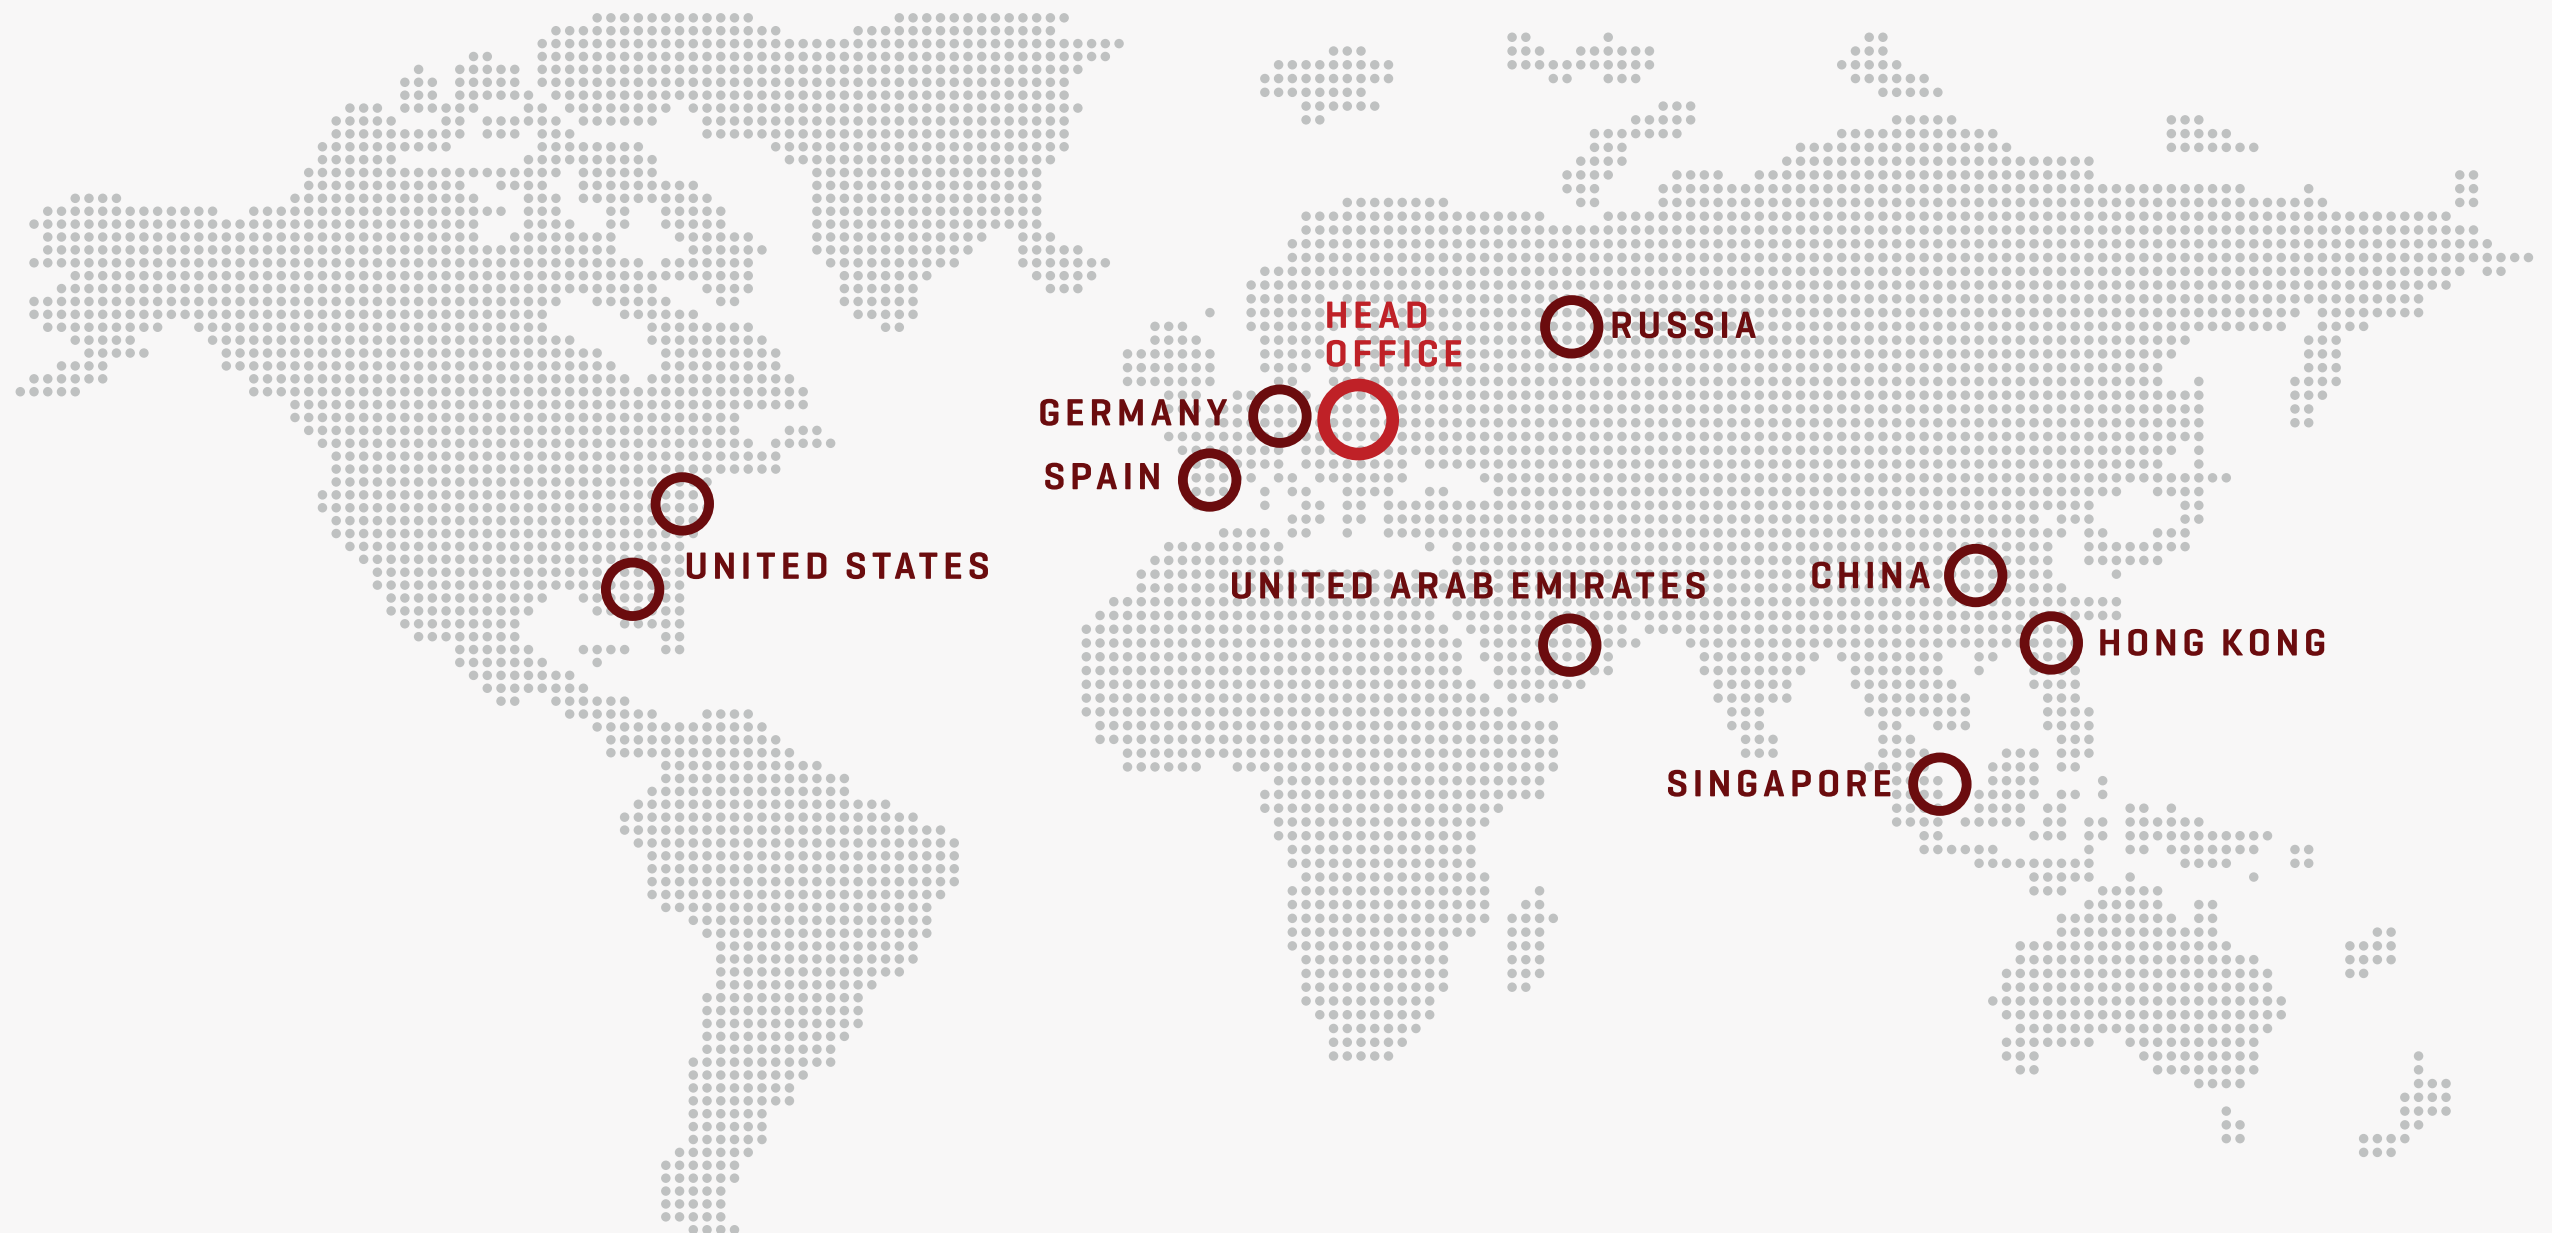 HEAD
OFFICE
RUSSIA
GERMANY
SPAIN
UNITED STATES
UNITED ARAB EMIRATES
CHINA
HONG KONG
SINGAPORE